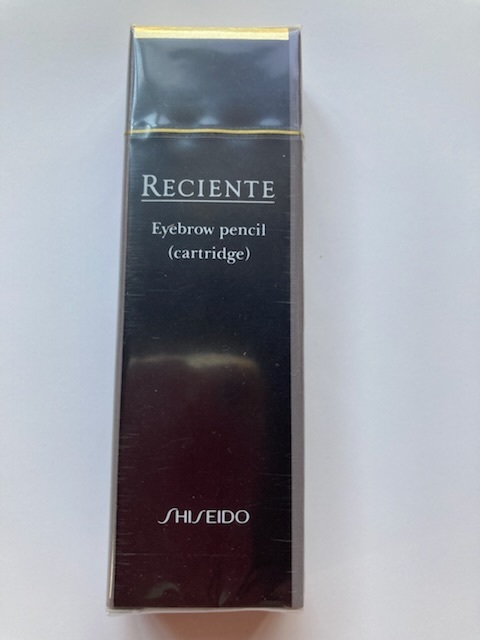 RECIENTE
Eyebrow pencil
(cartridge)
SHISEIDO